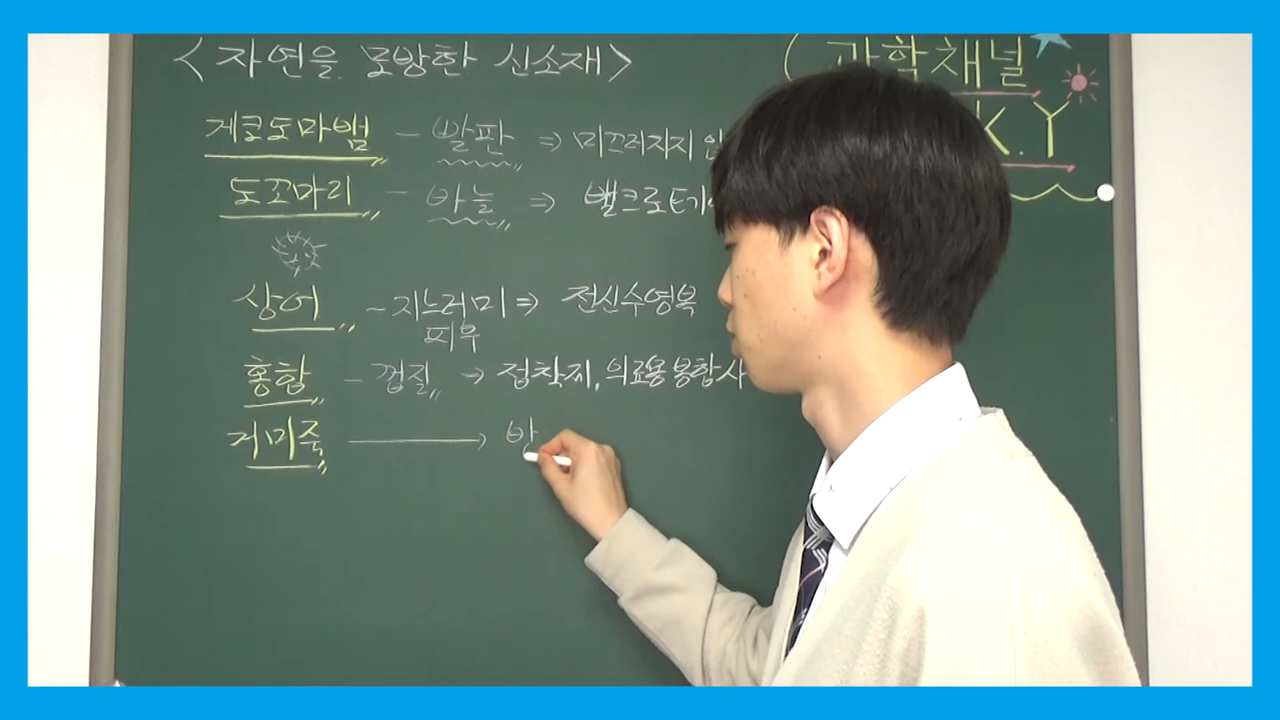 <자연을 모방한 신소재>
(과학채널
K.Y
게코도마뱀 - 발판 => 미끄러지지
도꼬마리 - 바늘 => 벨크로테
상어 ~ 지느러미 => 전신수영복
피부
홍합 - 껍질 -> 접착제, 의료용 봉합사
거미줄 -> 방